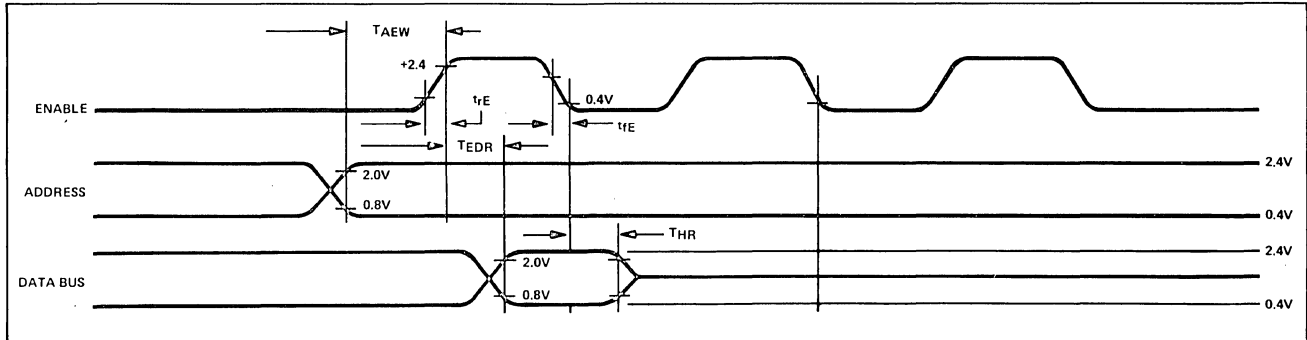 TAEW
+2.4
ENABLE
0.4V
trE
tfE
TEDR
2.0V
2.4V
ADDRESS
0.8V
0.4V
THR
2.4V
2.0V
DATA BUS
0.8V
0.4V